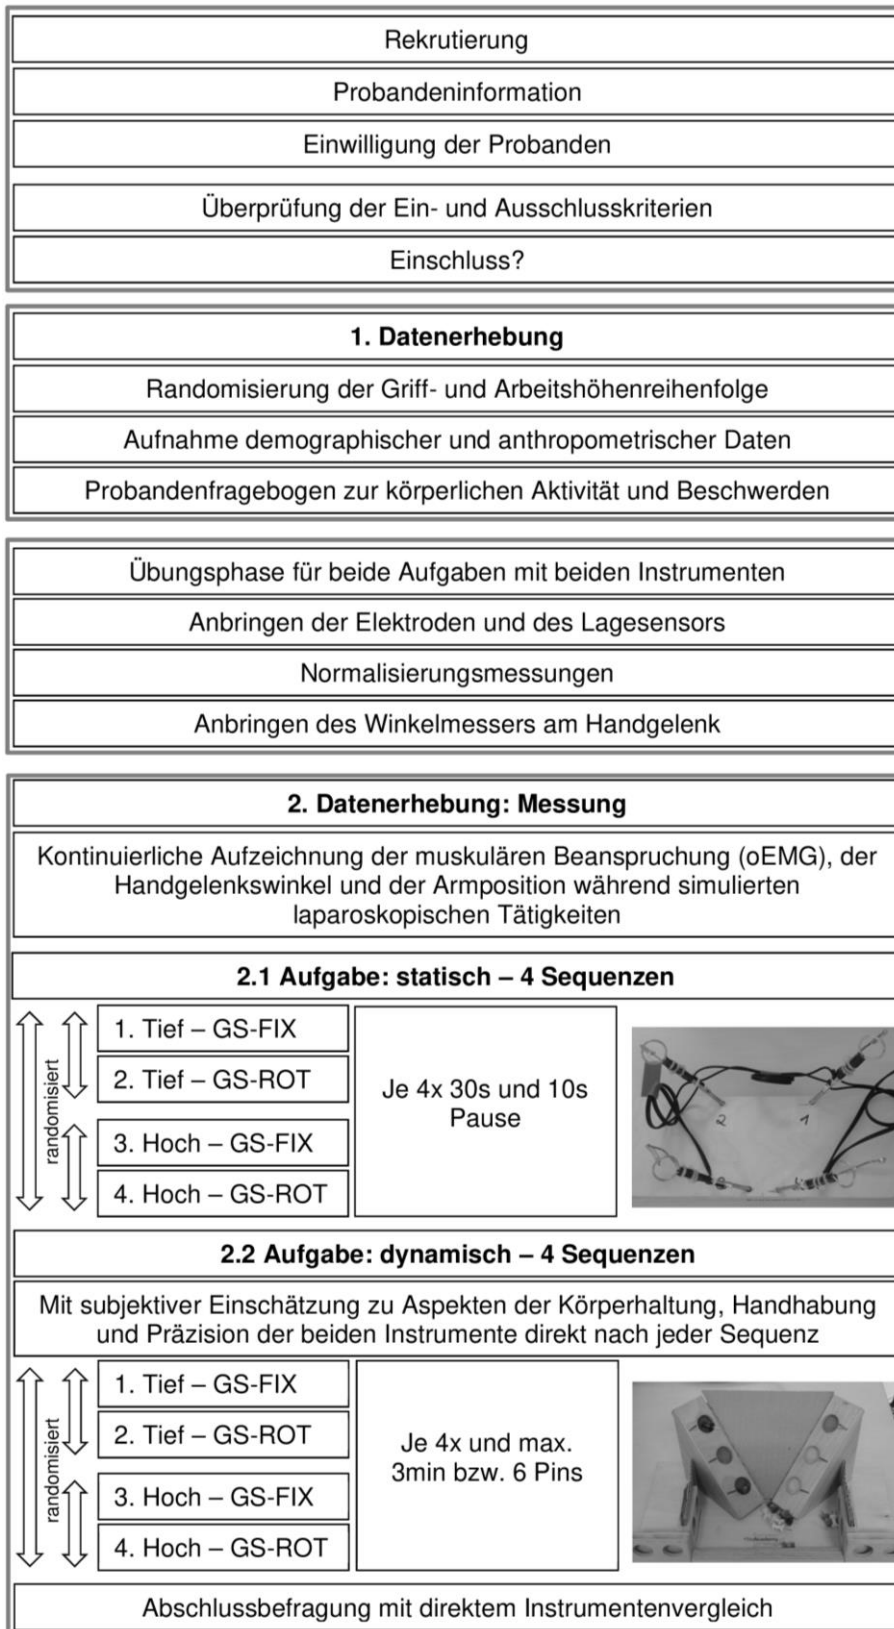 Rekrutierung
Probandeninformation
Einwilligung der Probanden
Überprüfung der Ein- und Ausschlusskriterien
Einschluss?
1. Datenerhebung
Randomisierung der Griff- und Arbeitshöhenreihenfolge
Aufnahme demographischer und anthropometrischer Daten
Probandenfragebogen zur körperlichen Aktivität und Beschwerden
Übungsphase für beide Aufgaben mit beiden Instrumenten
Anbringen der Elektroden und des Lagesensors
Normalisierungsmessungen
Anbringen des Winkelmessers am Handgelenk
2. Datenerhebung: Messung
Kontinuierliche Aufzeichnung der muskulären Beanspruchung (oEMG), der
Handgelenkswinkel und der Armposition während simulierten
laparoskopischen Tätigkeiten
2.1 Aufgabe: statisch – 4 Sequenzen
randomisiert
1. Tief – GS-FIX
2. Tief – GS-ROT
3. Hoch – GS-FIX
4. Hoch – GS-ROT
Je 4x 30s und 10s
Pause
2 1
2.2 Aufgabe: dynamisch – 4 Sequenzen
Mit subjektiver Einschätzung zu Aspekten der Körperhaltung, Handhabung
und Präzision der beiden Instrumente direkt nach jeder Sequenz
randomisiert
1. Tief – GS-FIX
2. Tief – GS-ROT
3. Hoch – GS-FIX
4. Hoch – GS-ROT
Je 4x und max.
3min bzw. 6 Pins
Abschlussbefragung mit direktem Instrumentenvergleich